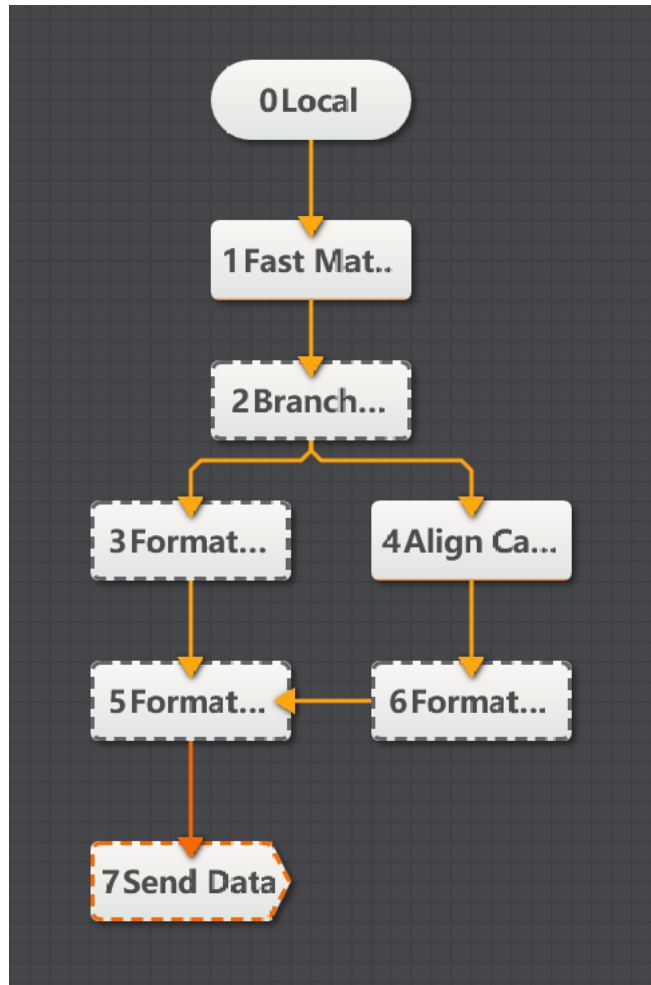 0Local
1Fast Mat..
2Branch...
3Format...
4Align Ca...
5Format...
6Format...
7Send Data